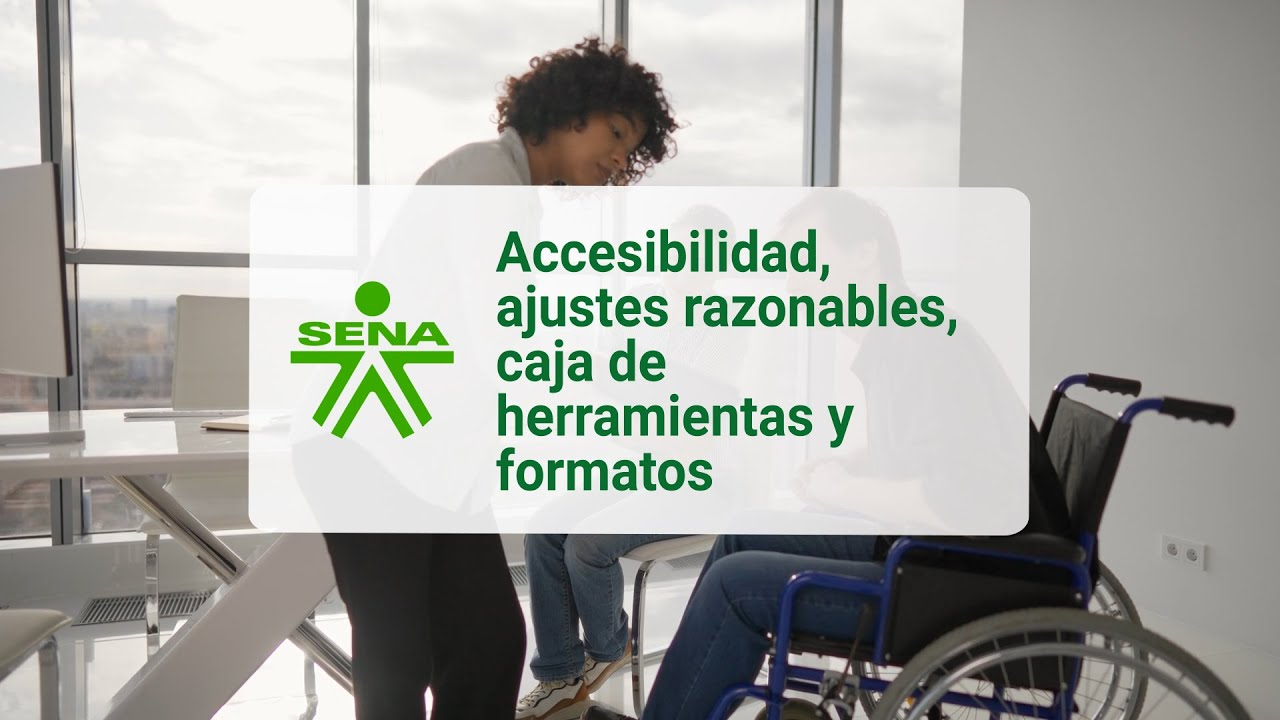 SENA
Accesibilidad,
ajustes razonables,
caja de
herramientas y
formatos